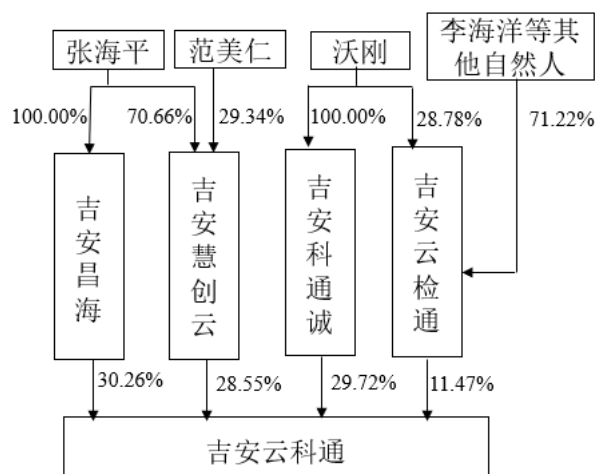 张海平
范美仁
沃刚
李海洋等其
他自然人
100.00%
70.66%
29.34%
100.00%
28.78%
71.22%
吉安昌海
吉安慧创云
吉安科通诚
吉安云检通
30.26%
28.55%
29.72%
11.47%
吉安云科通